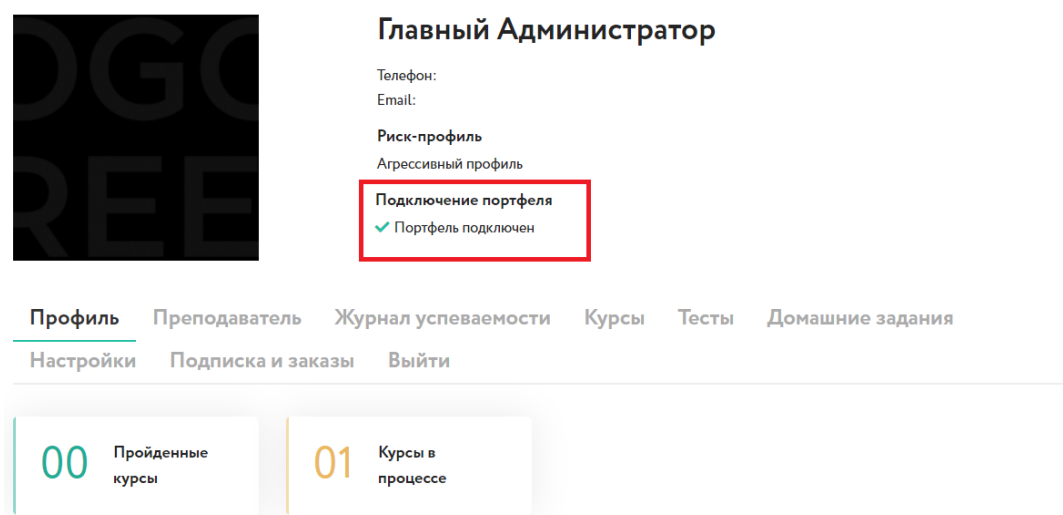 OGO
REE
Главный Администратор
Телефон:
Email:
Риск-профиль
Агрессивный профиль
Подключение портфеля
Портфель подключен
Профиль Преподаватель Журнал успеваемости Курсы Тесты Домашние задания
Настройки Подписка и заказы Выйти
00 Пройденные
курсы
01 Курсы в
процессе